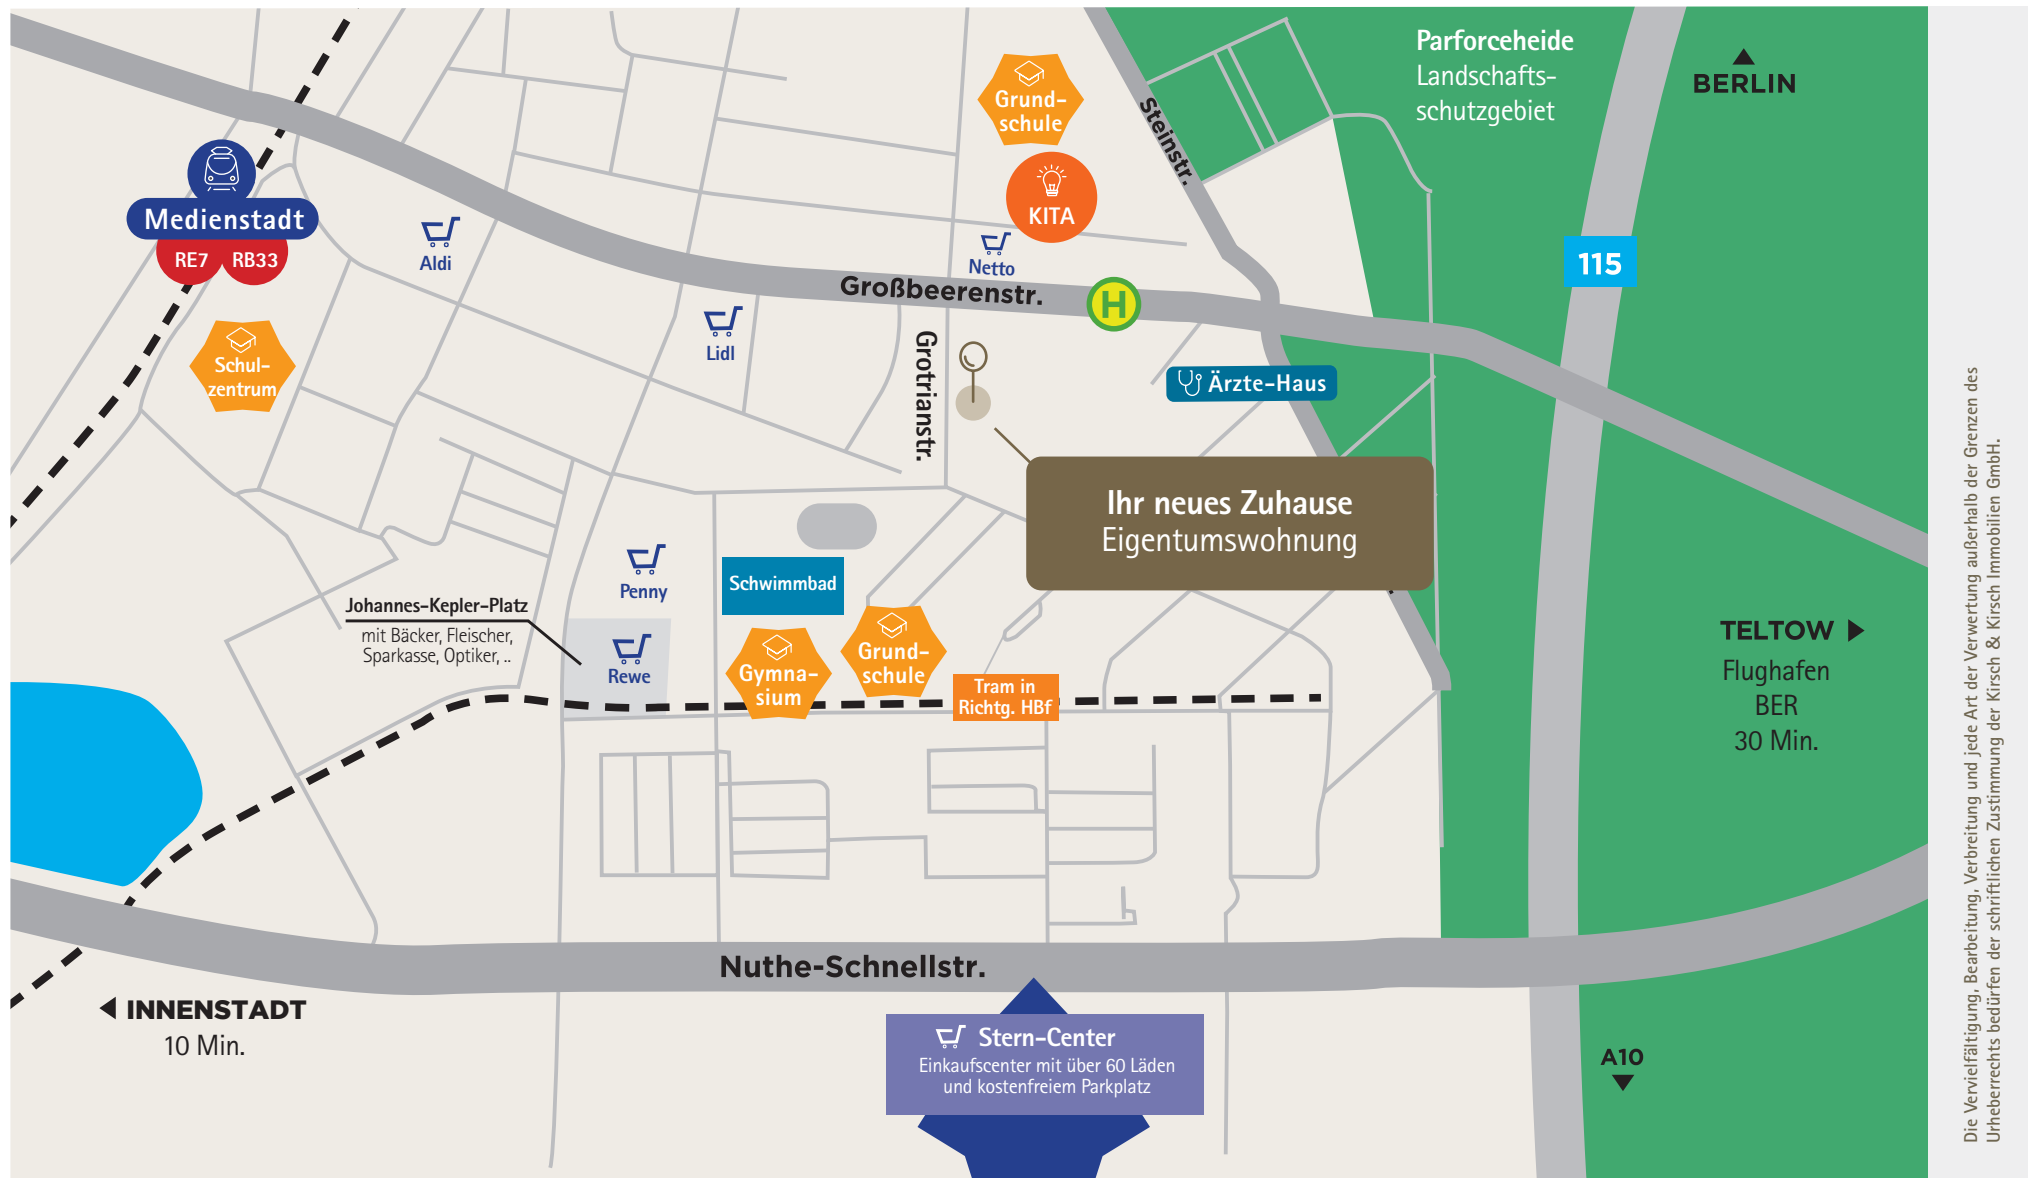 Parforceheide
Landschafts-
schutzgebiet
BERLIN
Grund-
schule
Steinstr.
KITA
Medienstadt
RE7
RB33
Aldi
Netto
115
Großbeerenstr.
H
Lidl
Grotrianstr.
Schul-
zentrum
Ärzte-Haus
Ihr neues Zuhause
Eigentumswohnung
Penny
Schwimmbad
Johannes-Kepler-Platz
mit Bäcker, Fleischer,
Sparkasse, Optiker, ..
Rewe
Gymna-
sium
Grund-
schule
Tram in
Richtg. HBf
TELTOW
Flughafen
BER
30 Min.
Nuthe-Schnellstr.
INNENSTADT
10 Min.
Stern-Center
Einkaufscenter mit über 60 Läden
und kostenfreiem Parkplatz
A10
Die Vervielfältigung, Bearbeitung, Verbreitung und jede Art der Verwertung außerhalb der Grenzen des
Urheberrechts bedürfen der schriftlichen Zustimmung der Kirsch & Kirsch Immobilien GmbH.